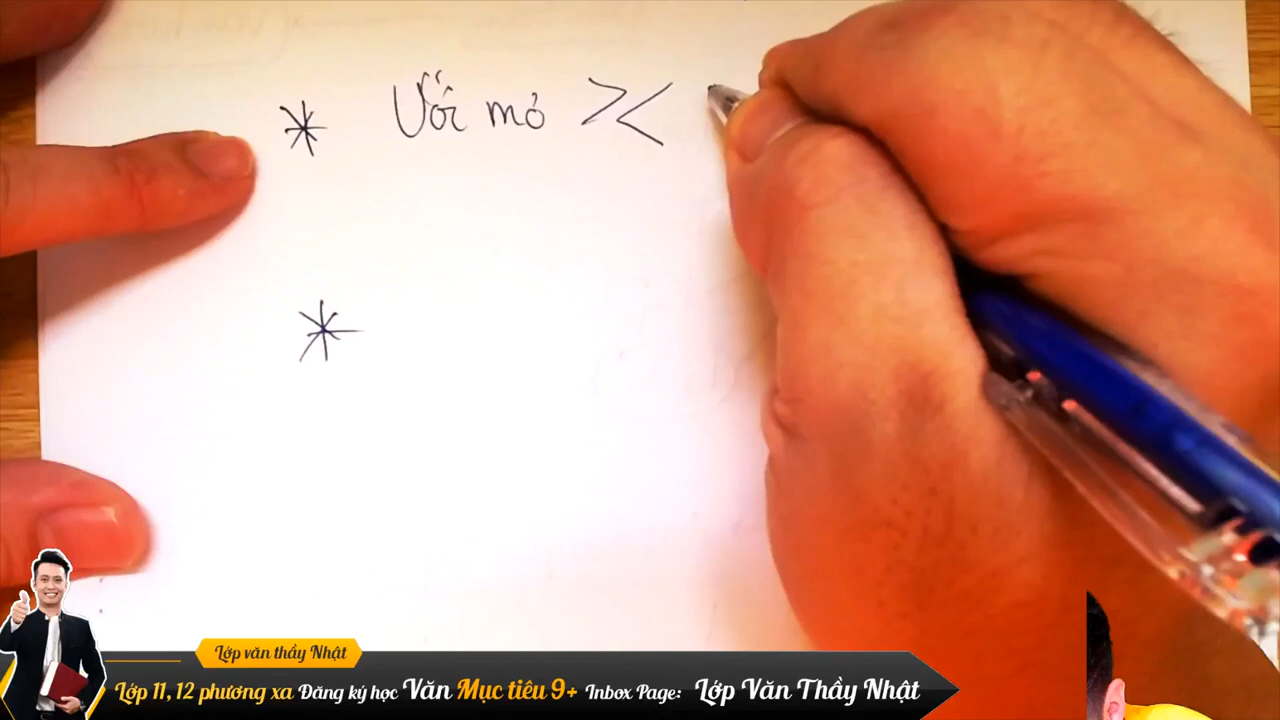 * Ước mơ ><
*
Lớp văn thầy Nhật
Lớp 11, 12 phương xa Đăng ký học Văn Mục tiêu 9+ Inbox Page: Lớp Văn Thầy Nhật